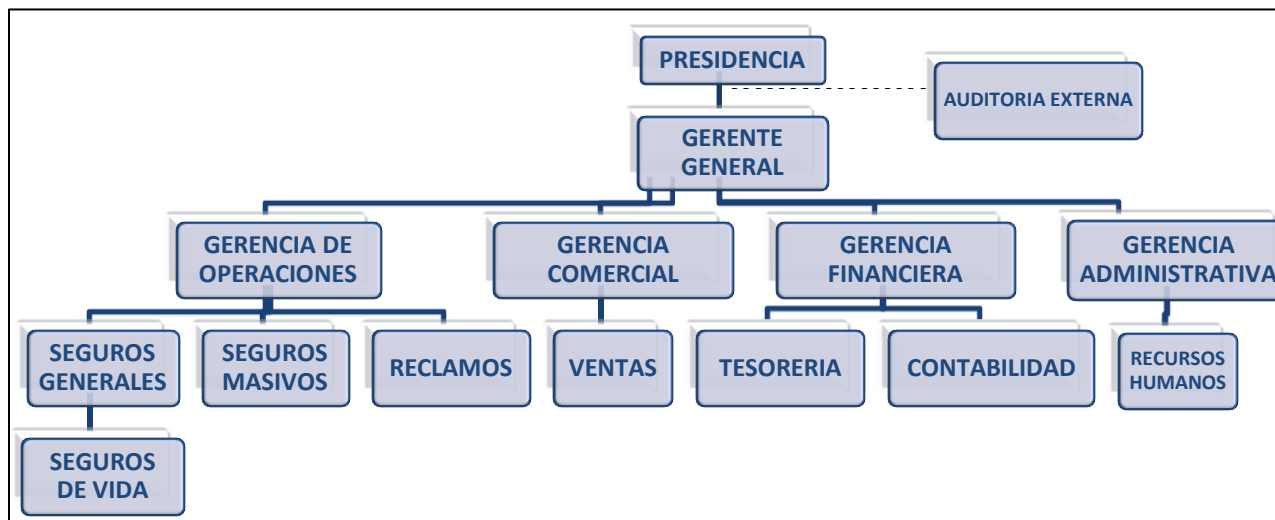 PRESIDENCIA
AUDITORIA EXTERNA
GERENTE
GENERAL
GERENCIA DE
OPERACIONES
GERENCIA
COMERCIAL
GERENCIA
FINANCIERA
GERENCIA
ADMINISTRATIVA
SEGUROS
GENERALES
SEGUROS
MASIVOS
RECLAMOS
VENTAS
TESORERIA
CONTABILIDAD
RECURSOS
HUMANOS
SEGUROS
DE VIDA